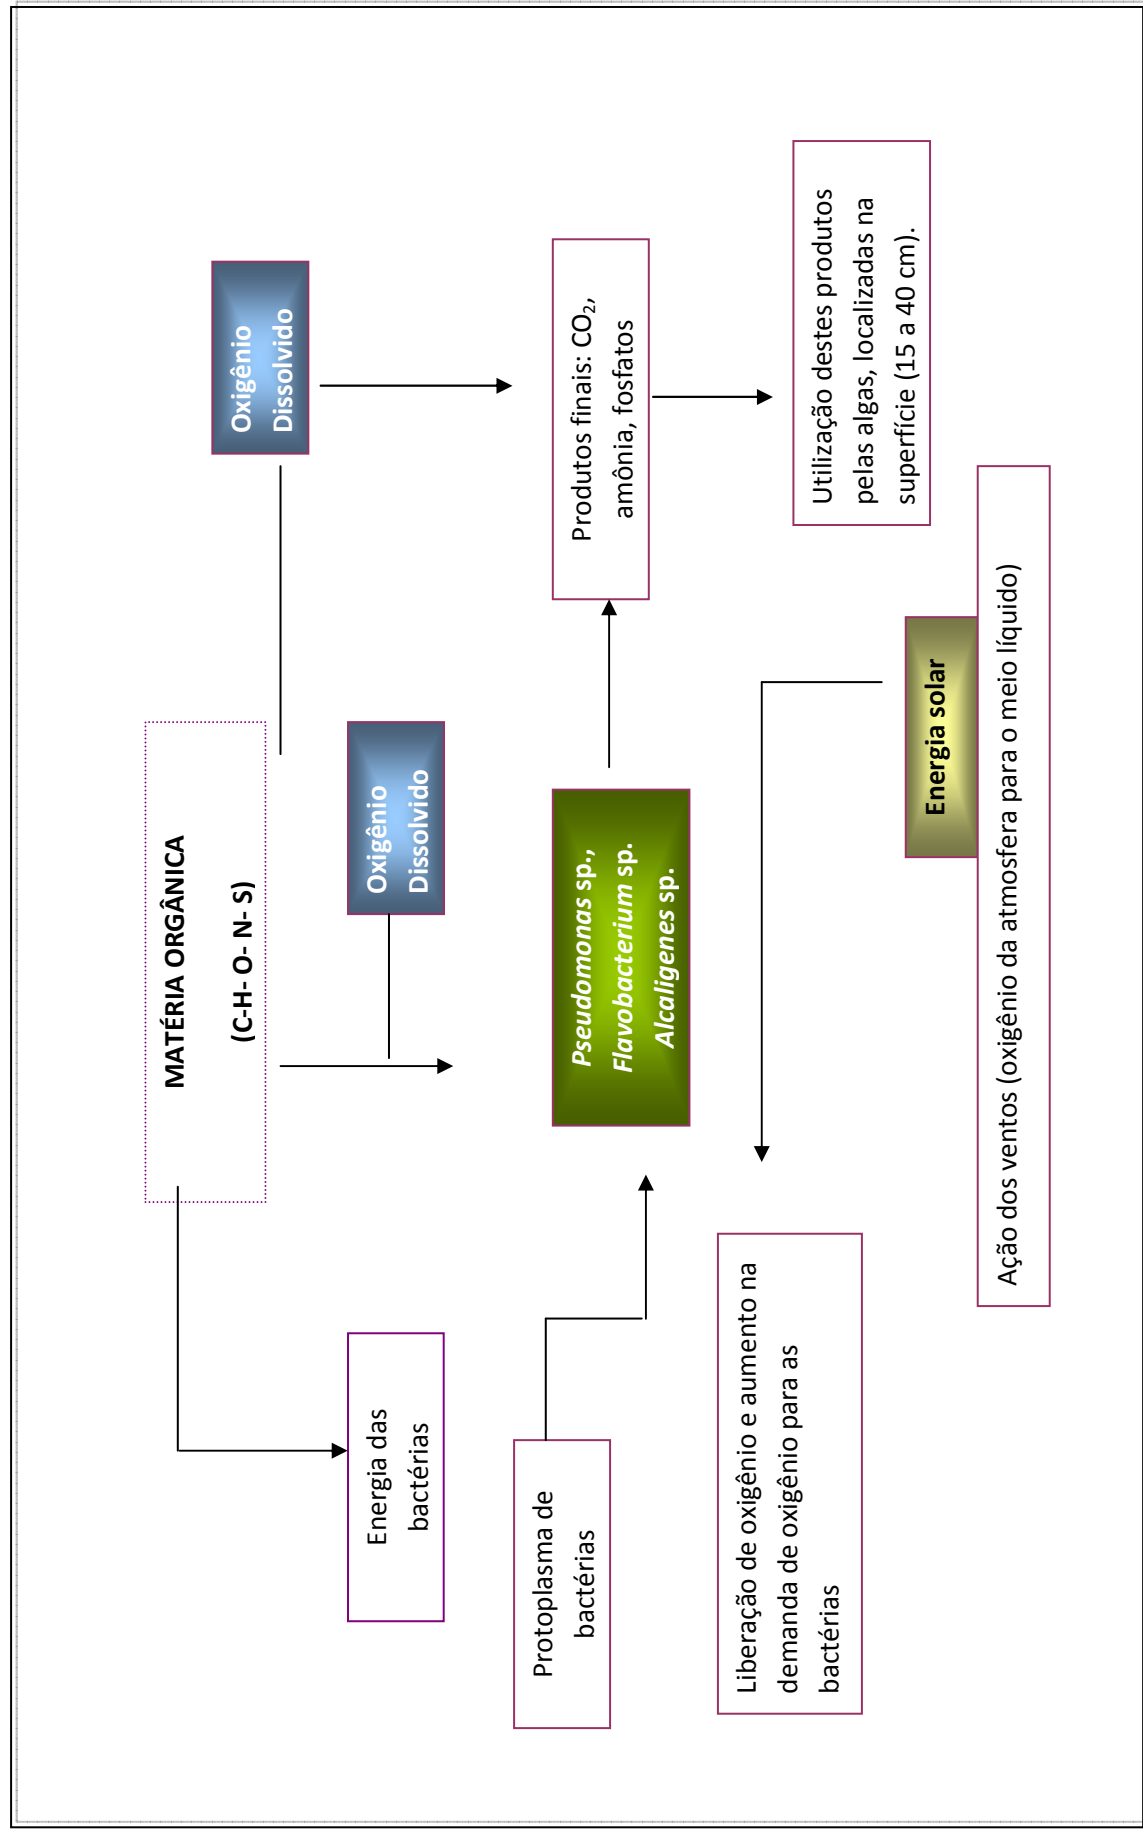 MATÉRIA ORGÂNICA
(C-H- O- N- S)
Oxigênio
Dissolvido
Oxigênio
Dissolvido
Energia das
bactérias
Protoplasma de
bactérias
Pseudomonas sp.,
Flavobacterium sp.
Alcaligenes sp.
Produtos finais: CO₂,
amônia, fosfatos
Liberação de oxigênio e aumento na
demanda de oxigênio para as
bactérias
Utilização destes produtos
pelas algas, localizadas na
superfície (15 a 40 cm).
Energia solar
Ação dos ventos (oxigênio da atmosfera para o meio líquido)